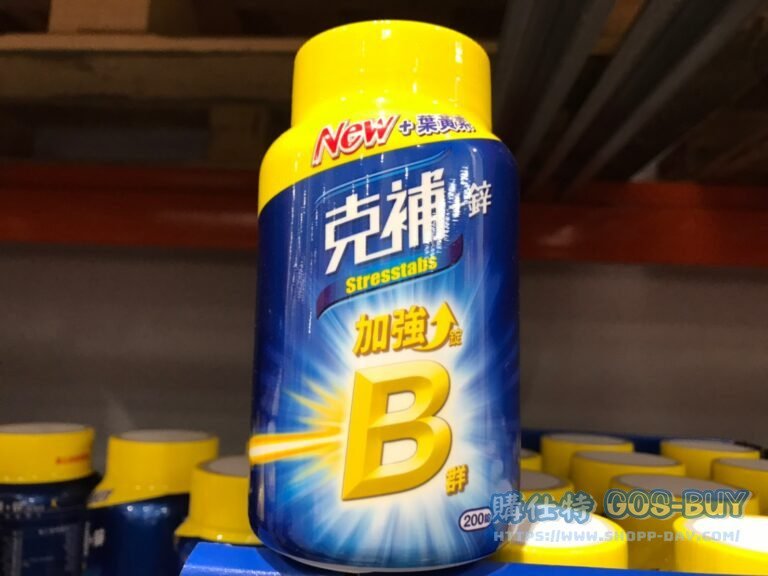 New + 葉黃素
克補+鋅
Stresstabs
加強錠
B群
200錠
購仕特 GOS-BUY
HTTPS://WWW.SHOPP-DAY.COM/